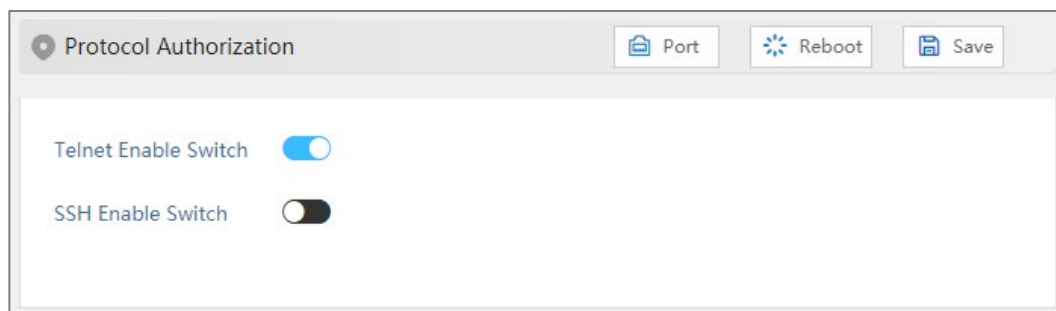 Protocol Authorization Port Reboot Save
Telnet Enable Switch
SSH Enable Switch